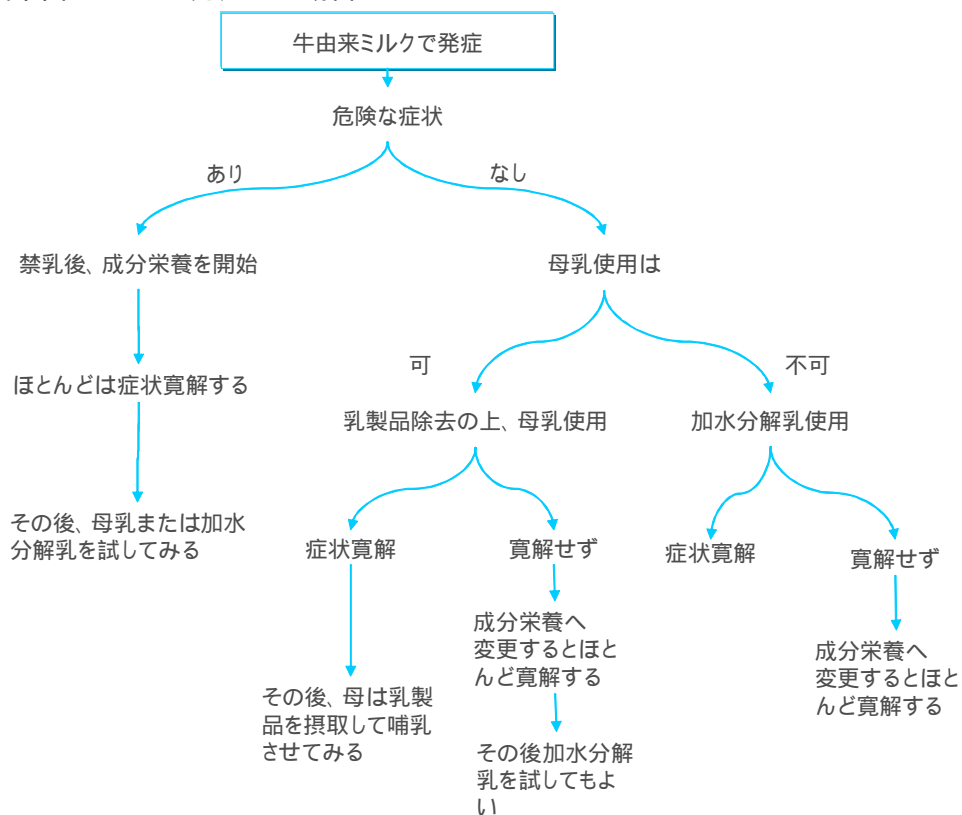 牛由来ミルクで発症
危険な症状
あり
なし
禁乳後、成分栄養を開始
母乳使用は
可
不可
ほとんどは症状寛解する
乳製品除去の上、母乳使用
加水分解乳使用
その後、母乳または加水
分解乳を試してみる
症状寛解
寛解せず
症状寛解
寛解せず
成分栄養へ
変更するとほと
んど寛解する
成分栄養へ
変更するとほと
んど寛解する
その後、母は乳製
品を摂取して哺乳
させてみる
その後加水分解
乳を試してもよ
い